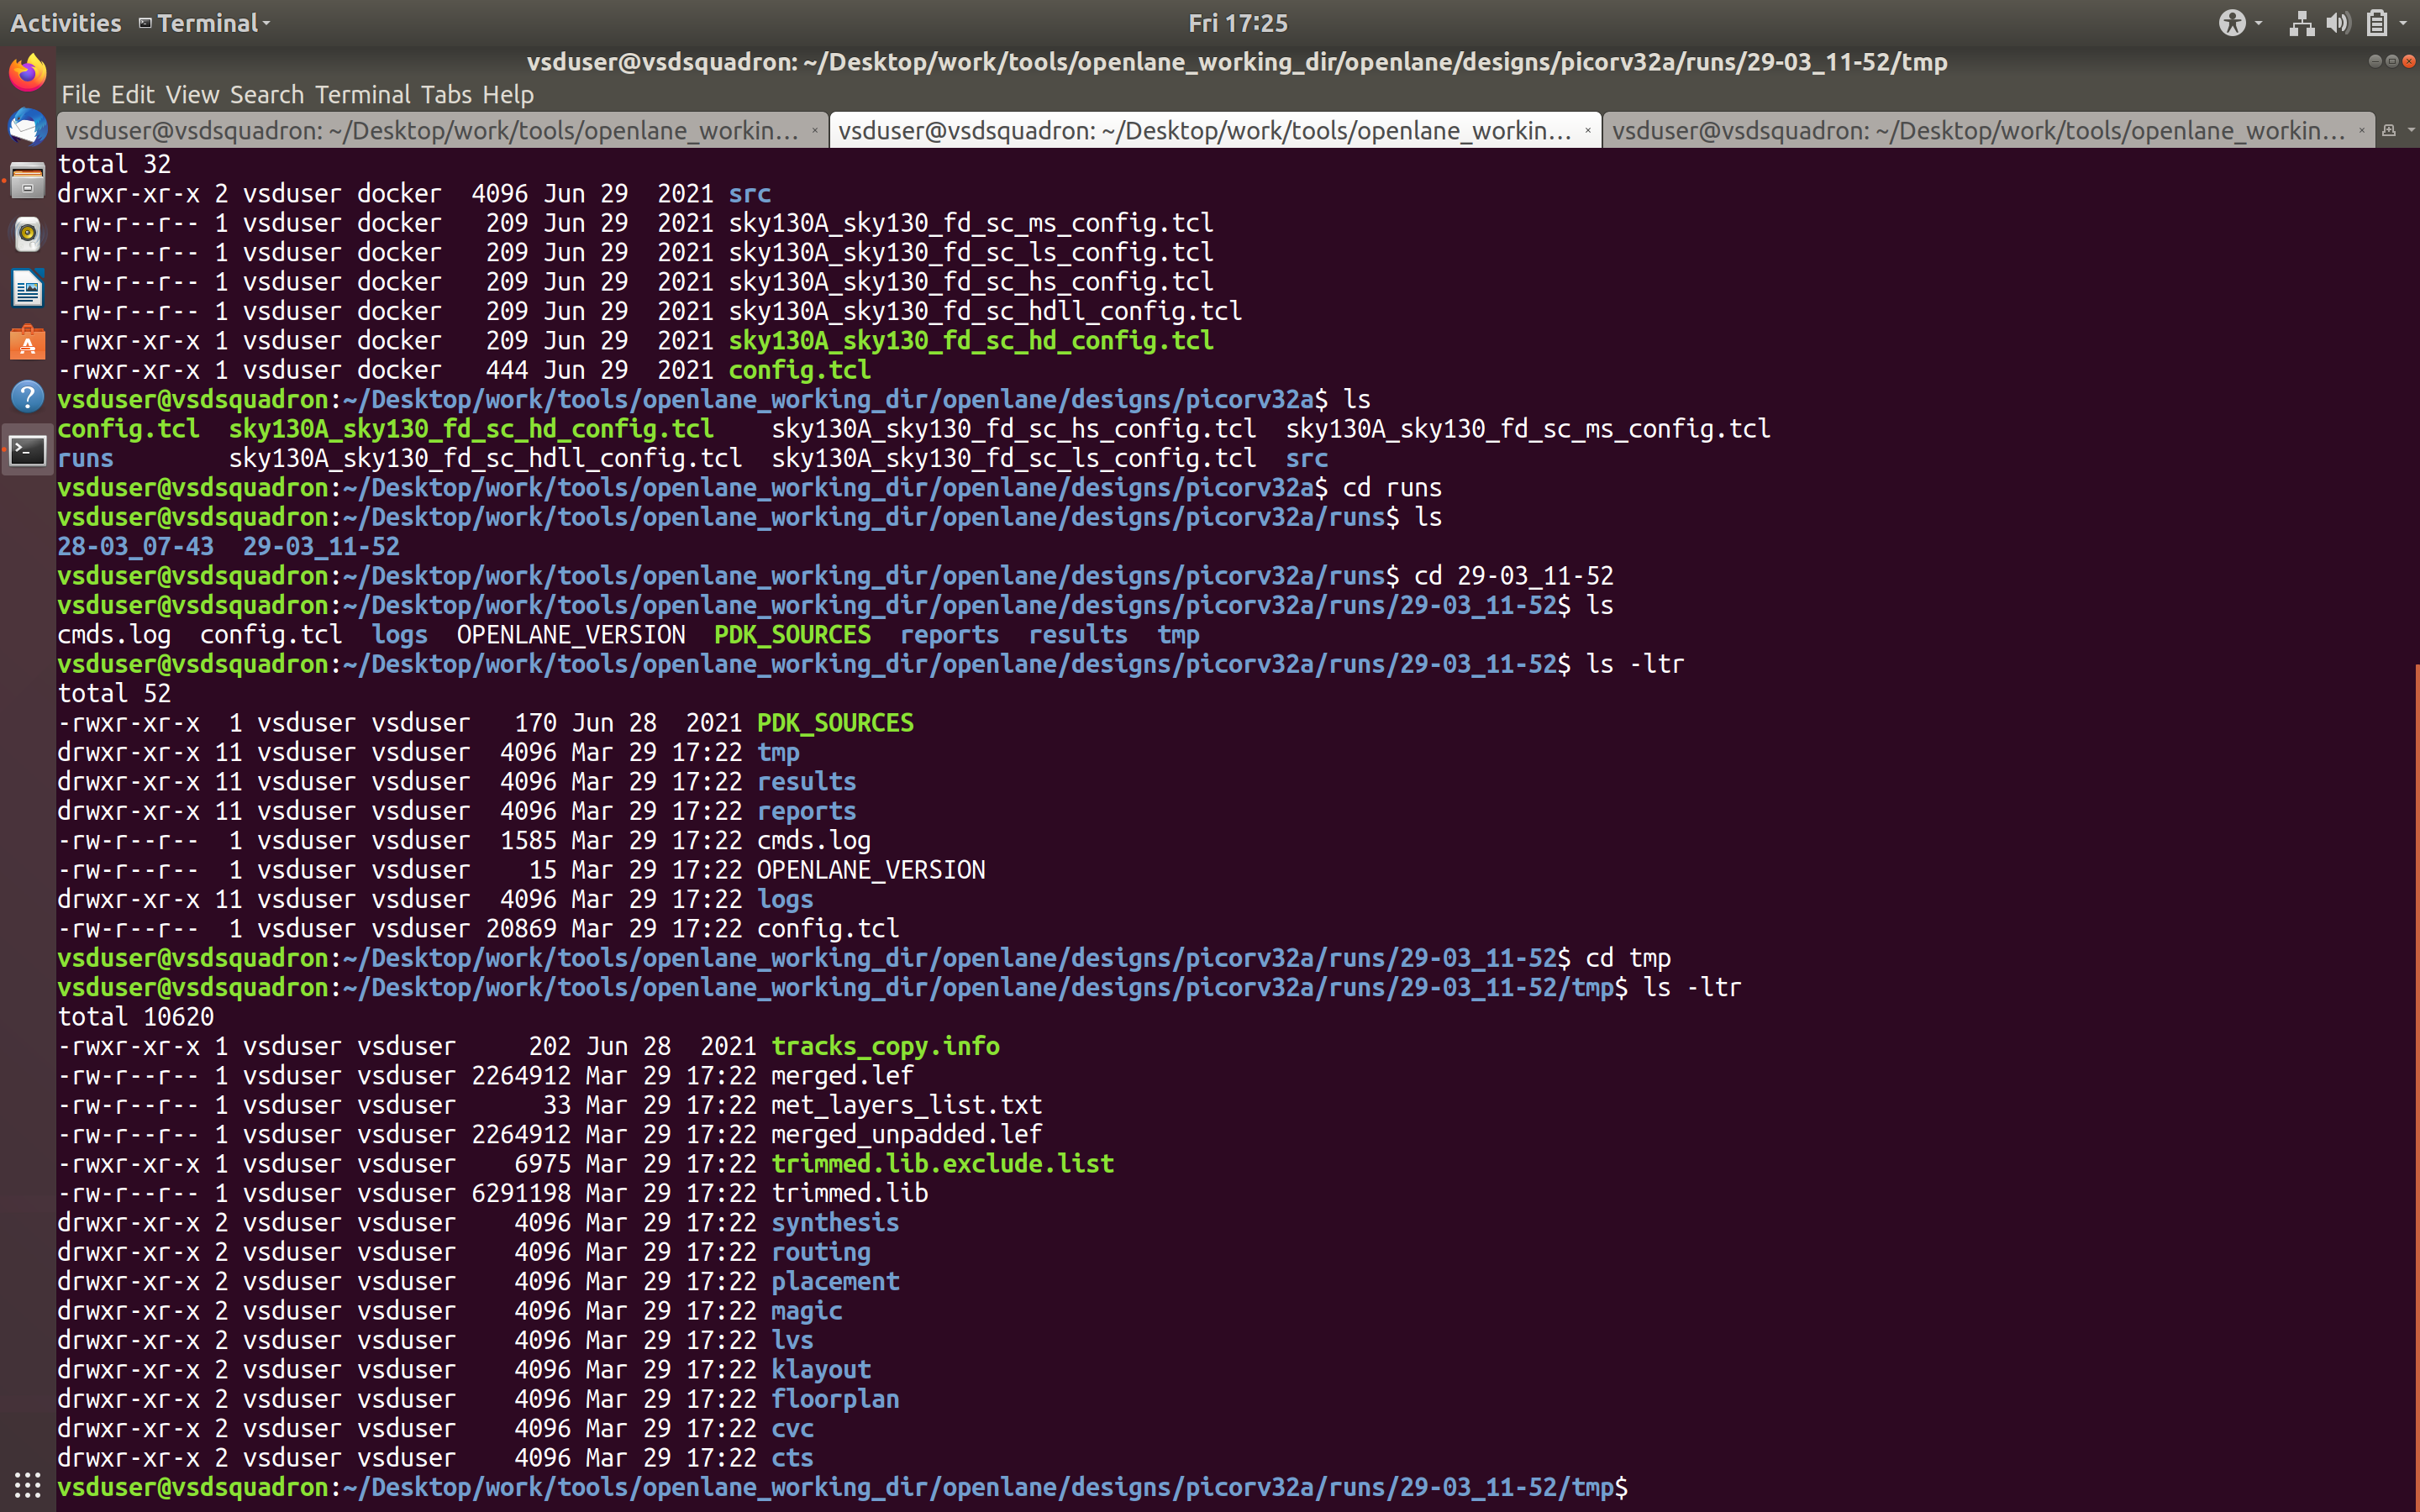 Activities Terminal Fri 17:25
vsduser@vsdsquadron: ~/Desktop/work/tools/openlane_working_dir/openlane/designs/picorv32a/runs/29-03_11-52/tmp
File Edit View Search Terminal Tabs Help
vsduser@vsdsquadron: ~/Desktop/work/tools/openlane_workin... × vsduser@vsdsquadron: ~/Desktop/work/tools/openlane_workin... × vsduser@vsdsquadron: ~/Desktop/work/tools/openlane_workin... ×
total 32
drwxr-xr-x 2 vsduser docker  4096 Jun 29  2021 src
-rw-r--r-- 1 vsduser docker   209 Jun 29  2021 sky130A_sky130_fd_sc_ms_config.tcl
-rw-r--r-- 1 vsduser docker   209 Jun 29  2021 sky130A_sky130_fd_sc_ls_config.tcl
-rw-r--r-- 1 vsduser docker   209 Jun 29  2021 sky130A_sky130_fd_sc_hs_config.tcl
-rw-r--r-- 1 vsduser docker   209 Jun 29  2021 sky130A_sky130_fd_sc_hdll_config.tcl
-rwxr-xr-x 1 vsduser docker   209 Jun 29  2021 sky130A_sky130_fd_sc_hd_config.tcl
-rwxr-xr-x 1 vsduser docker   444 Jun 29  2021 config.tcl
vsduser@vsdsquadron:~/Desktop/work/tools/openlane_working_dir/openlane/designs/picorv32a$ ls
config.tcl  sky130A_sky130_fd_sc_hd_config.tcl    sky130A_sky130_fd_sc_hs_config.tcl  sky130A_sky130_fd_sc_ms_config.tcl
runs        sky130A_sky130_fd_sc_hdll_config.tcl  sky130A_sky130_fd_sc_ls_config.tcl  src
vsduser@vsdsquadron:~/Desktop/work/tools/openlane_working_dir/openlane/designs/picorv32a$ cd runs
vsduser@vsdsquadron:~/Desktop/work/tools/openlane_working_dir/openlane/designs/picorv32a/runs$ ls
28-03_07-43  29-03_11-52
vsduser@vsdsquadron:~/Desktop/work/tools/openlane_working_dir/openlane/designs/picorv32a/runs$ cd 29-03_11-52
vsduser@vsdsquadron:~/Desktop/work/tools/openlane_working_dir/openlane/designs/picorv32a/runs/29-03_11-52$ ls
cmds.log  config.tcl  logs  OPENLANE_VERSION  PDK_SOURCES  reports  results  tmp
vsduser@vsdsquadron:~/Desktop/work/tools/openlane_working_dir/openlane/designs/picorv32a/runs/29-03_11-52$ ls -ltr
total 52
-rwxr-xr-x  1 vsduser vsduser   170 Jun 28  2021 PDK_SOURCES
drwxr-xr-x 11 vsduser vsduser  4096 Mar 29 17:22 tmp
drwxr-xr-x 11 vsduser vsduser  4096 Mar 29 17:22 results
drwxr-xr-x 11 vsduser vsduser  4096 Mar 29 17:22 reports
-rw-r--r--  1 vsduser vsduser  1585 Mar 29 17:22 cmds.log
-rw-r--r--  1 vsduser vsduser    15 Mar 29 17:22 OPENLANE_VERSION
drwxr-xr-x 11 vsduser vsduser  4096 Mar 29 17:22 logs
-rw-r--r--  1 vsduser vsduser 20869 Mar 29 17:22 config.tcl
vsduser@vsdsquadron:~/Desktop/work/tools/openlane_working_dir/openlane/designs/picorv32a/runs/29-03_11-52$ cd tmp
vsduser@vsdsquadron:~/Desktop/work/tools/openlane_working_dir/openlane/designs/picorv32a/runs/29-03_11-52/tmp$ ls -ltr
total 10620
-rwxr-xr-x 1 vsduser vsduser     202 Jun 28  2021 tracks_copy.info
-rw-r--r-- 1 vsduser vsduser 2264912 Mar 29 17:22 merged.lef
-rw-r--r-- 1 vsduser vsduser      33 Mar 29 17:22 met_layers_list.txt
-rw-r--r-- 1 vsduser vsduser 2264912 Mar 29 17:22 merged_unpadded.lef
-rwxr-xr-x 1 vsduser vsduser    6975 Mar 29 17:22 trimmed.lib.exclude.list
-rw-r--r-- 1 vsduser vsduser 6291198 Mar 29 17:22 trimmed.lib
drwxr-xr-x 2 vsduser vsduser    4096 Mar 29 17:22 synthesis
drwxr-xr-x 2 vsduser vsduser    4096 Mar 29 17:22 routing
drwxr-xr-x 2 vsduser vsduser    4096 Mar 29 17:22 placement
drwxr-xr-x 2 vsduser vsduser    4096 Mar 29 17:22 magic
drwxr-xr-x 2 vsduser vsduser    4096 Mar 29 17:22 lvs
drwxr-xr-x 2 vsduser vsduser    4096 Mar 29 17:22 klayout
drwxr-xr-x 2 vsduser vsduser    4096 Mar 29 17:22 floorplan
drwxr-xr-x 2 vsduser vsduser    4096 Mar 29 17:22 cvc
drwxr-xr-x 2 vsduser vsduser    4096 Mar 29 17:22 cts
vsduser@vsdsquadron:~/Desktop/work/tools/openlane_working_dir/openlane/designs/picorv32a/runs/29-03_11-52/tmp$